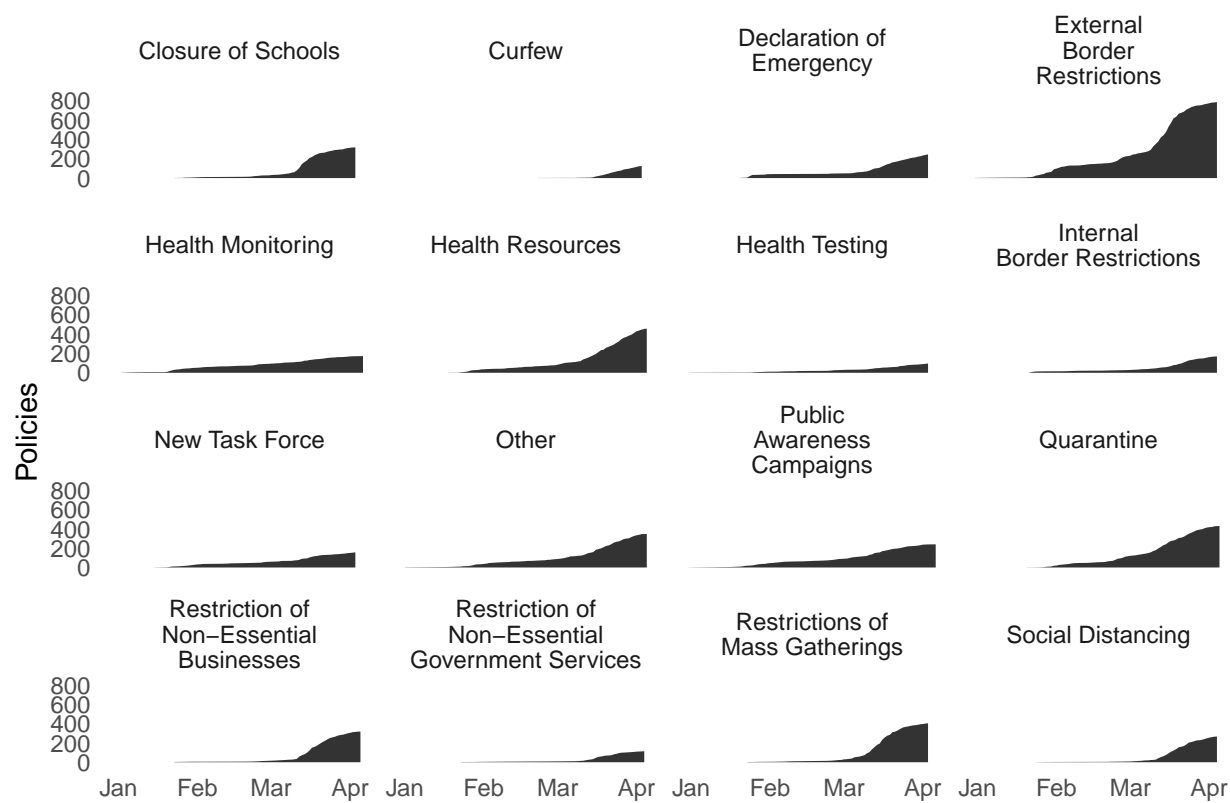 Closure of Schools
Curfew
Declaration of
Emergency
External
Border
Restrictions
800
600
400
200
0
Health Monitoring
Health Resources
Health Testing
Internal
Border Restrictions
800
600
400
200
0
Policies
New Task Force
Other
Public
Awareness
Campaigns
Quarantine
800
600
400
200
0
Restriction of
Non−Essential
Businesses
Restriction of
Non−Essential
Government Services
Restrictions of
Mass Gatherings
Social Distancing
800
600
400
200
0
Jan Feb Mar Apr Jan Feb Mar Apr Jan Feb Mar Apr Jan Feb Mar Apr